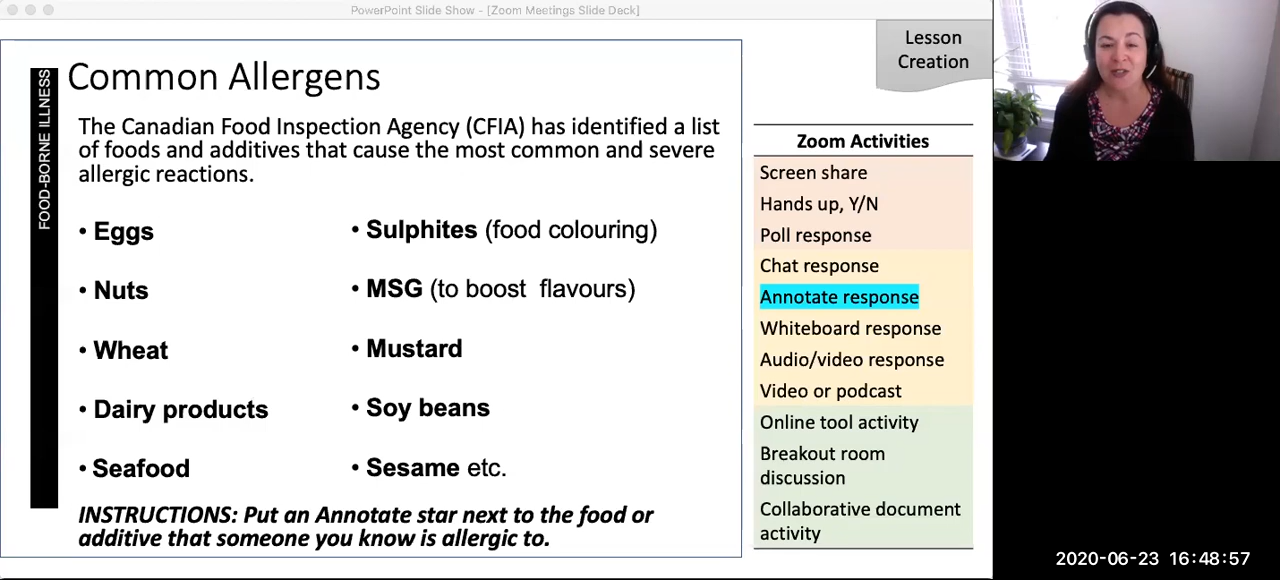 PowerPoint Slide Show - [Zoom Meetings Slide Deck]
Lesson
Creation
FOOD-BORNE ILLNESS
Common Allergens
The Canadian Food Inspection Agency (CFIA) has identified a list
of foods and additives that cause the most common and severe
allergic reactions.
• Eggs
• Nuts
• Wheat
• Dairy products
• Seafood
• Sulphites (food colouring)
• MSG (to boost flavours)
• Mustard
• Soy beans
• Sesame etc.
INSTRUCTIONS: Put an Annotate star next to the food or
additive that someone you know is allergic to.
Zoom Activities
Screen share
Hands up, Y/N
Poll response
Chat response
Annotate response
Whiteboard response
Audio/video response
Video or podcast
Online tool activity
Breakout room
discussion
Collaborative document
activity
2020-06-23 16:48:57